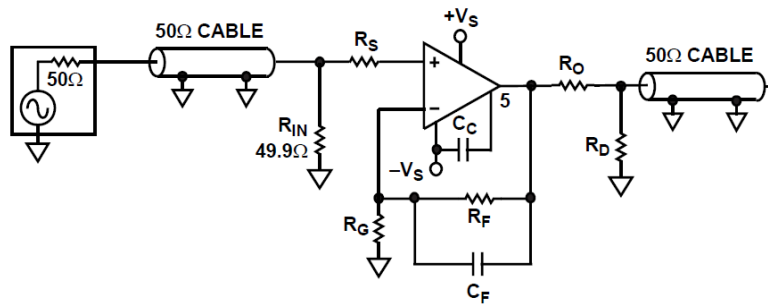 50Ω CABLE
50Ω
RIN
49.9Ω
RS
+VS
+
−
5
CC
−VS
RG
RF
CF
RO
RD
50Ω CABLE